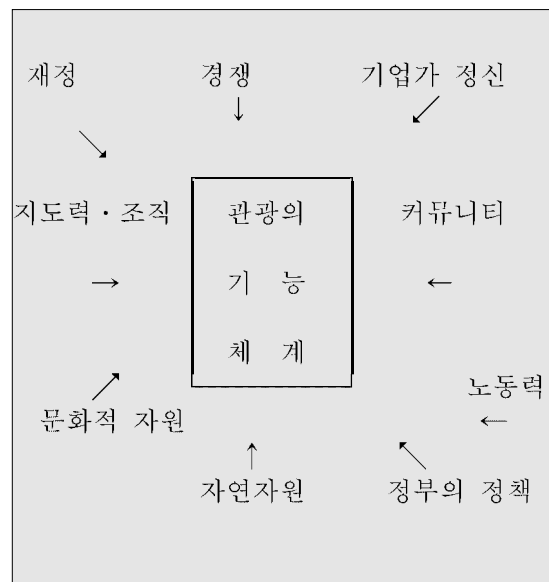 재정 경쟁 기업가 정신
↓
지도력·조직 관광의 커뮤니티
→ 기 능 ←
체 계
노동력
문화적 자원 ←
↑
자연자원 정부의 정책